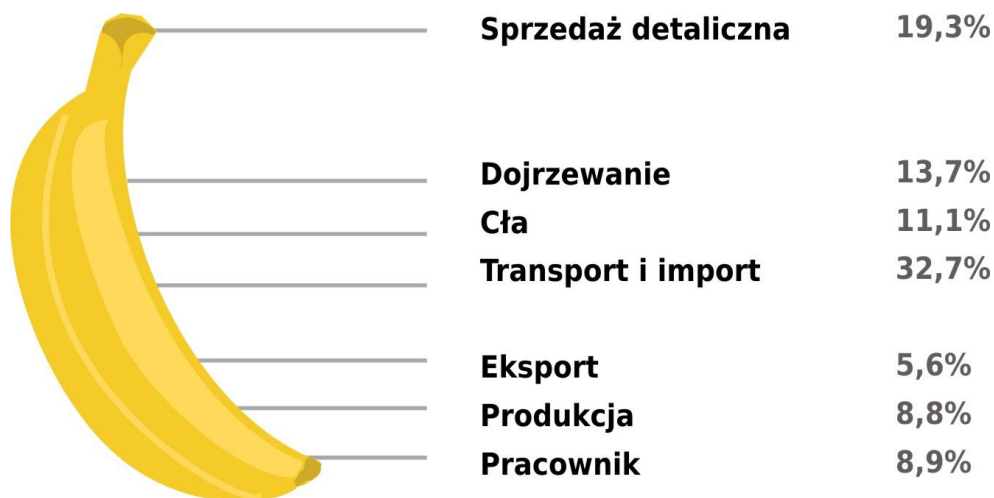 Sprzedaż detaliczna 19,3%
Dojrzewanie 13,7%
Cła 11,1%
Transport i import 32,7%
Eksport 5,6%
Produkcja 8,8%
Pracownik 8,9%